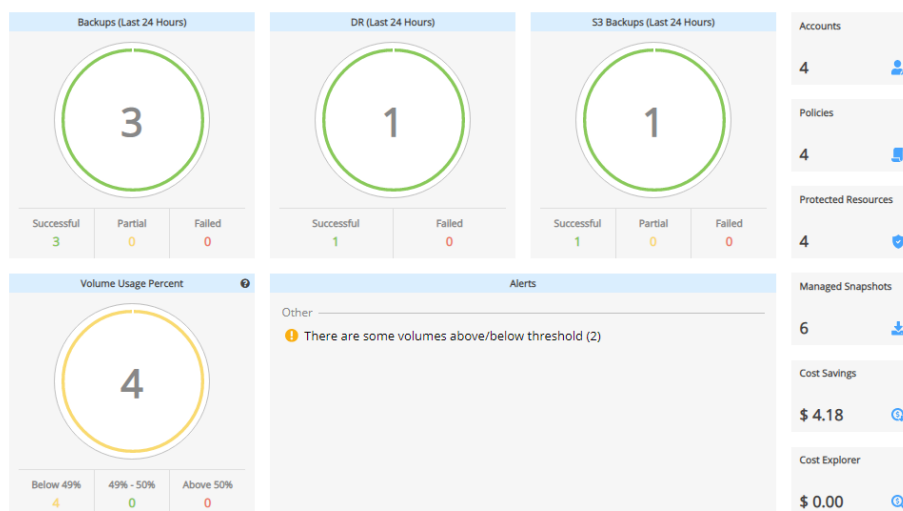 Backups (Last 24 Hours)
3
Successful Partial Failed
3 0 0
DR (Last 24 Hours)
1
Successful Failed
1 0
S3 Backups (Last 24 Hours)
1
Successful Partial Failed
1 0 0
Accounts
4
Policies
4
Protected Resources
4
Volume Usage Percent ?
4
Below 49% 49% - 50% Above 50%
4 0 0
Alerts
Other
There are some volumes above/below threshold (2)
Managed Snapshots
6
Cost Savings
$ 4.18
Cost Explorer
$ 0.00